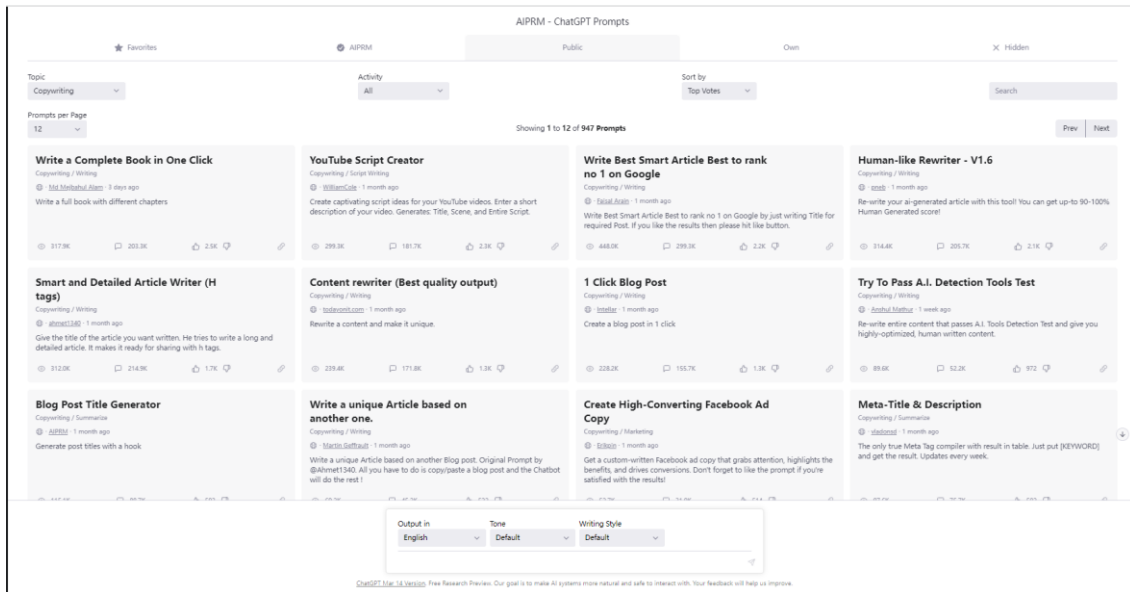 AIPRM - ChatGPT Prompts
Favorites
AIPRM
Public
Own
Hidden
Topic
Activity
Sort by
Copywriting
All
Top Votes
Search
Prompts per Page
12
Showing 1 to 12 of 947 Prompts
Prev
Next
Write a Complete Book in One Click
Copywriting / Writing
· Md Mejbahul Alam · 3 days ago
Write a full book with different chapters
317.9K 203.3K 2.5K
YouTube Script Creator
Copywriting / Script Writing
· WilliamCole · 1 month ago
Create captivating script ideas for your YouTube videos. Enter a short
description of your video. Generates: Title, Scene, and Entire Script.
299.3K 181.7K 2.3K
Write Best Smart Article Best to rank
no 1 on Google
Copywriting / Writing
· Faisal Arain · 1 month ago
Write Best Smart Article Best to rank no 1 on Google by just writing Title for
required Post. If you like the results then please hit like button.
448.0K 299.3K 2.2K
Human-like Rewriter - V1.6
Copywriting / Writing
· 1 month ago
Re-write your ai-generated article with this tool! You can get up-to 90-100%
Human Generated score!
314.4K 205.7K 2.1K
Smart and Detailed Article Writer (H
tags)
Copywriting / Writing
· ahmet1340 · 1 month ago
Give the title of the article you want written. He tries to write a long and
detailed article. It makes it ready for sharing with h tags.
312.0K 214.9K 1.7K
Content rewriter (Best quality output)
Copywriting / Writing
· todayonit.com · 1 month ago
Rewrite a content and make it unique.
239.4K 171.8K 1.3K
1 Click Blog Post
Copywriting / Writing
· Intellar · 1 month ago
Create a blog post in 1 click
228.2K 155.7K 1.3K
Try To Pass A.I. Detection Tools Test
Copywriting / Writing
· Anshul Mathur · 1 week ago
Re-write entire content that passes A.I. Tools Detection Test and give you
highly-optimized, human written content.
89.6K 52.2K 972
Blog Post Title Generator
Copywriting / Summarize
· AIPRM · 1 month ago
Generate post titles with a hook
Write a unique Article based on
another one.
Copywriting / Writing
· Martin Geffrault · 1 month ago
Write a unique Article based on another Blog post. Original Prompt by
@Ahmet1340. All you have to do is copy/paste a blog post and the Chatbot
will do the rest !
Create High-Converting Facebook Ad
Copy
Copywriting / Marketing
· 1 month ago
Get a custom-written Facebook ad copy that grabs attention, highlights the
benefits, and drives conversions. Don't forget to like the prompt if you're
satisfied with the results!
Meta-Title & Description
Copywriting / Summarize
· vladonsd · 1 month ago
The only true Meta Tag compiler with result in table. Just put [KEYWORD]
and get the result. Updates every week.
Output in
Tone
Writing Style
English
Default
Default
ChatGPT Mar 14 Version. Free Research Preview. Our goal is to make AI systems more natural and safe to interact with. Your feedback will help us improve.